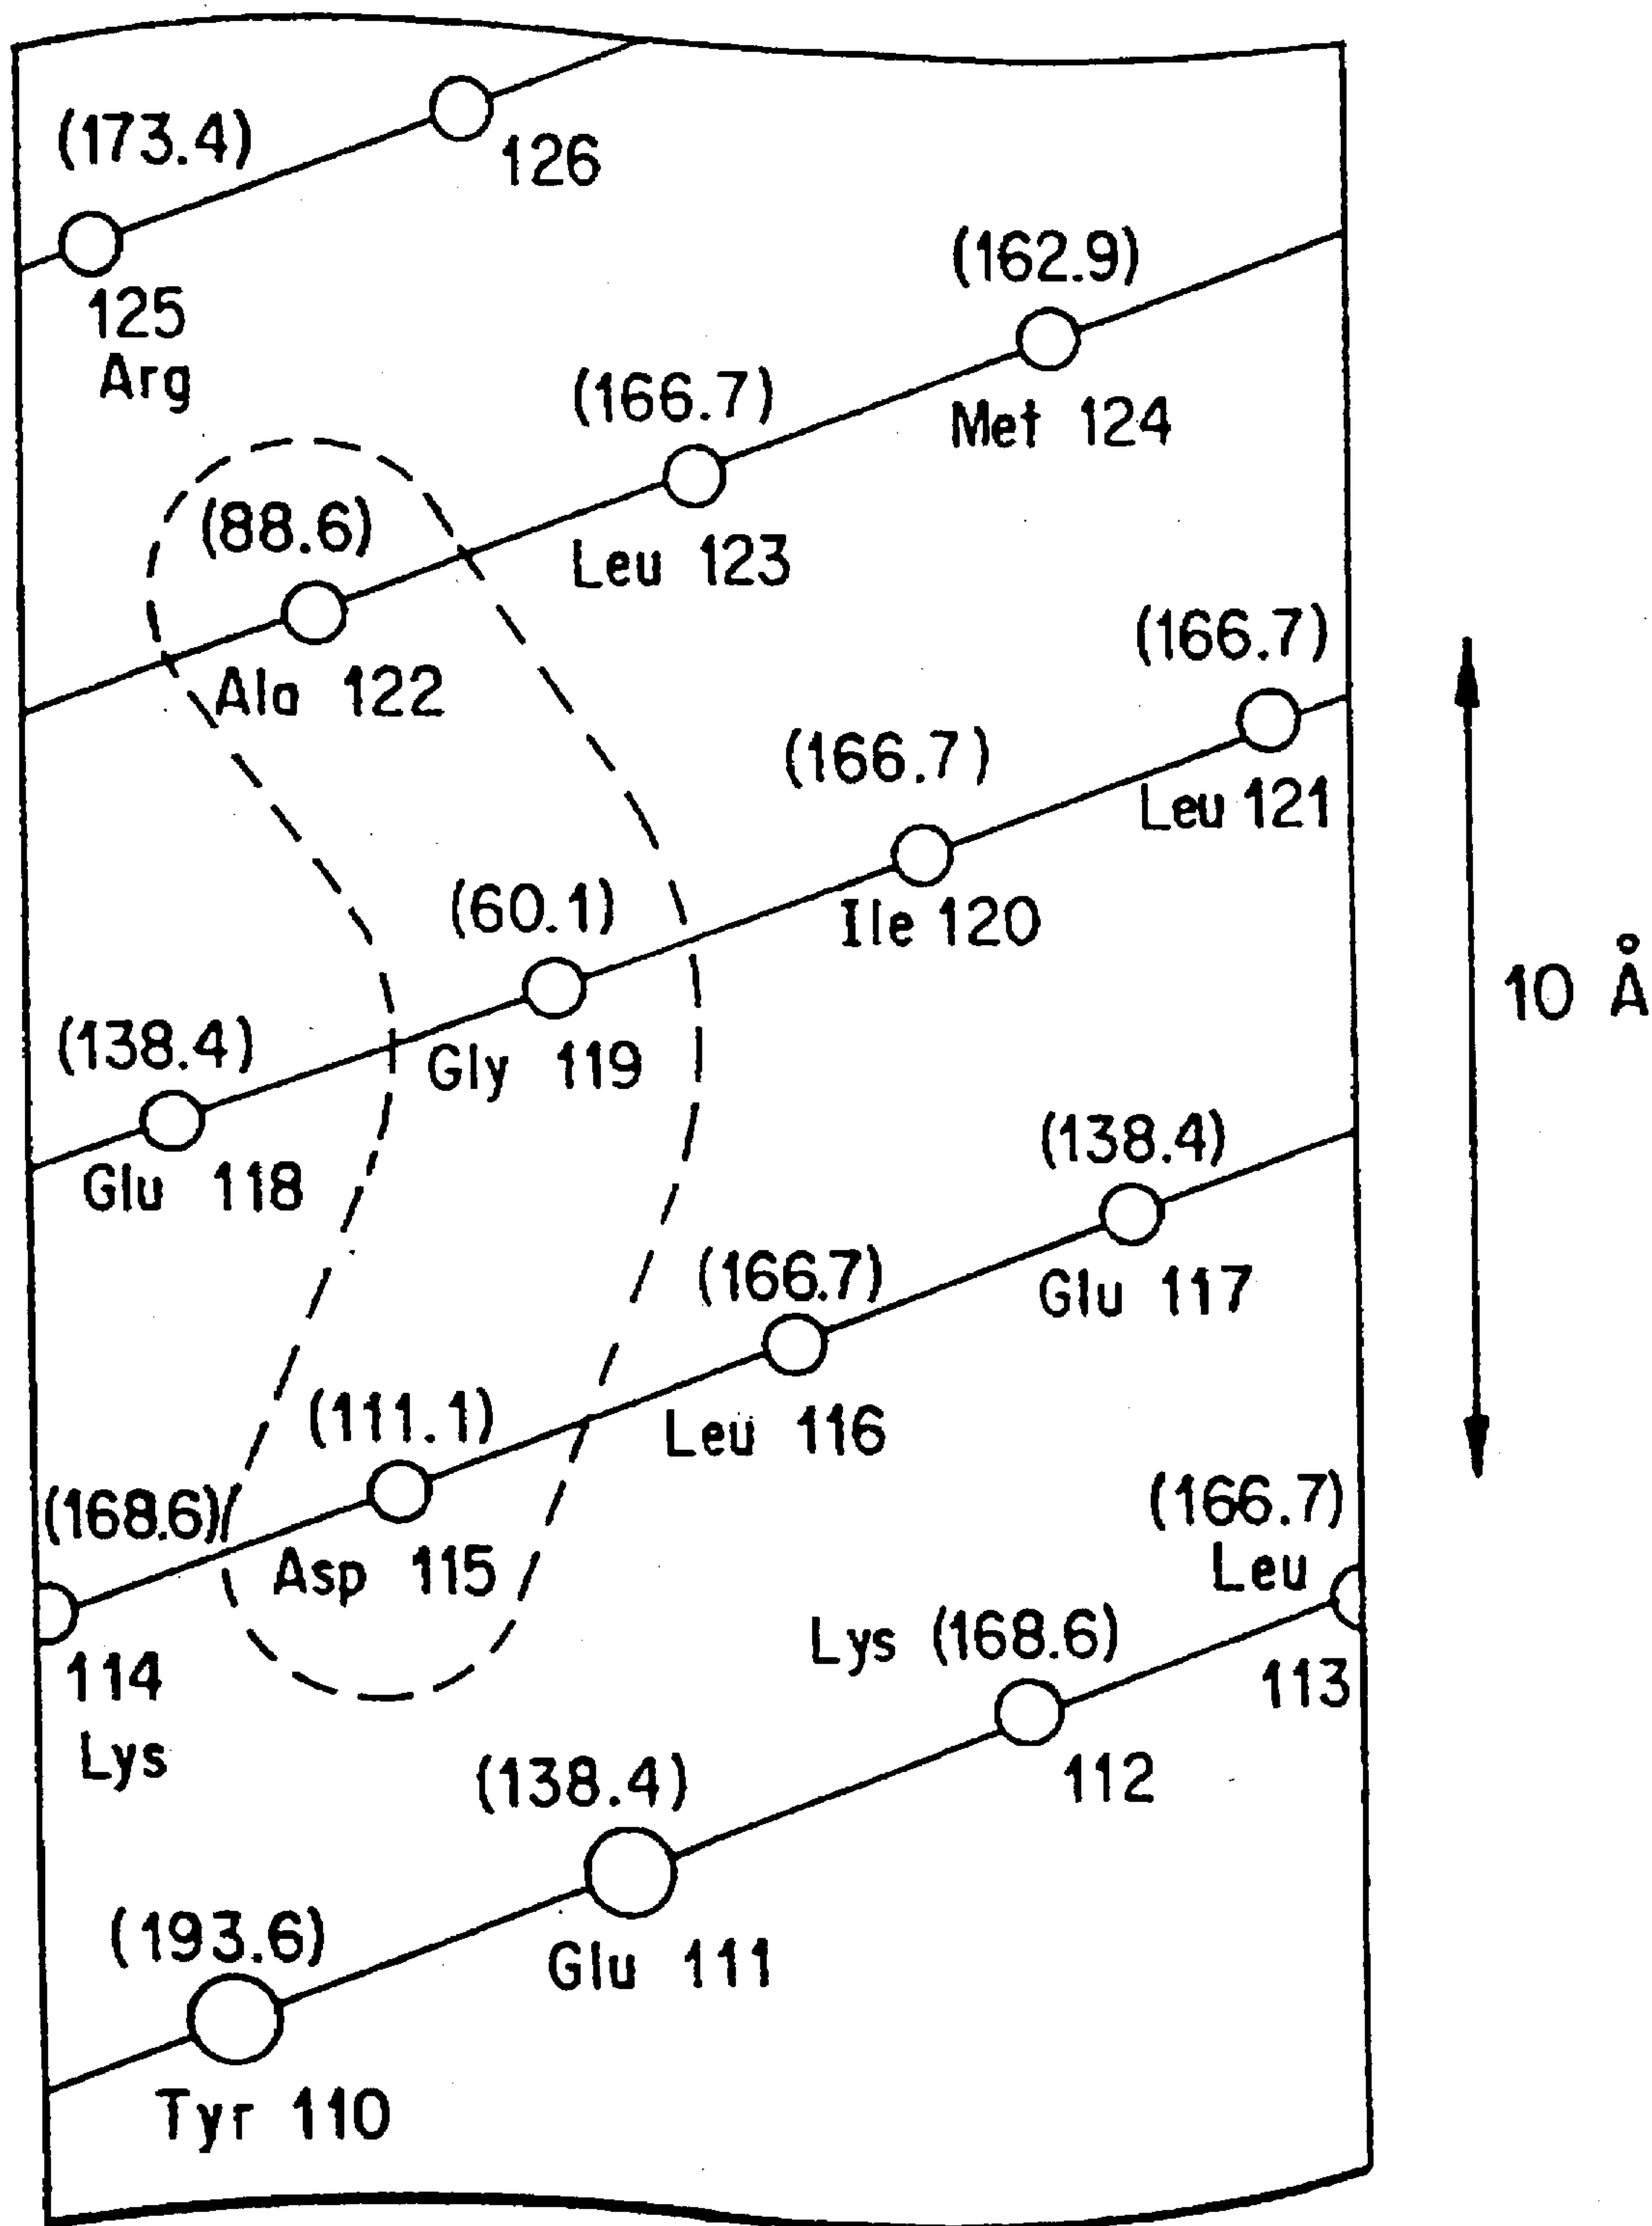 (173.4)
126
125
Arg
(162.9)
Met 124
(166.7)
Leu 123
(88.6)
Ala 122
(166.7)
Leu 121
(166.7)
Ile 120
(60.1)
Gly 119
(138.4)
Glu 118
10 Å
(138.4)
Glu 117
(166.7)
Leu 116
(111.1)
Asp 115
(168.6)
114
Lys
(166.7)
Leu
113
Lys (168.6)
112
(138.4)
Glu 111
(193.6)
Tyr 110